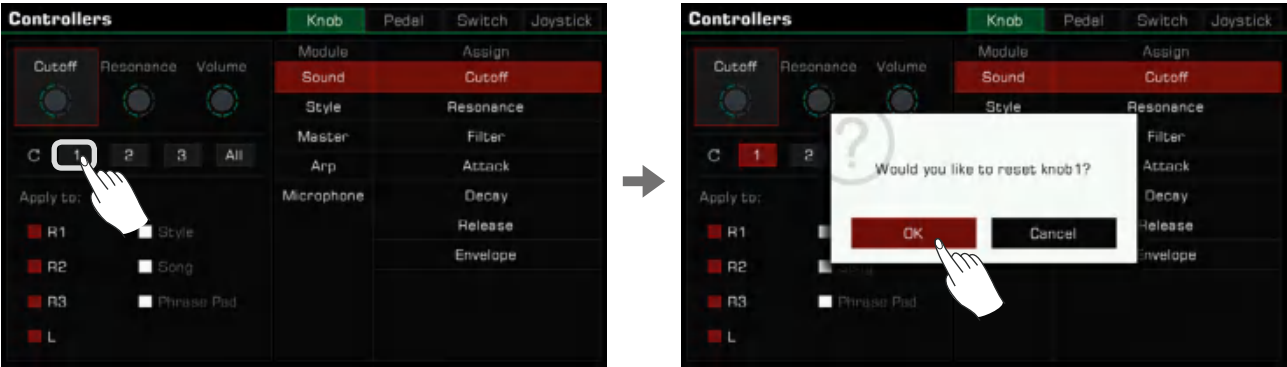 Controllers Knob Pedal Switch Joystick
Module Assign
Cutoff Resonance Volume
Sound Cutoff
Style Resonance
Master Filter
1 2 3 All
Arp Attack
Apply to:
Microphone Decay
R1 Style
Release
R2 Song
Envelope
R3 Phrase Pad
L
Controllers Knob Pedal Switch Joystick
Module Assign
Cutoff Resonance Volume
Sound Cutoff
Style Resonance
Filter
1 2
?
Would you like to reset knob1?
Attack
Apply to:
Decay
R1
OK Cancel
Release
R2
Envelope
R3 Phrase Pad
L